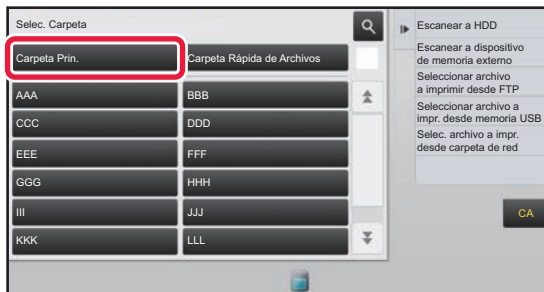 Selec. Carpeta
Carpeta Prin.
Carpeta Rápida de Archivos
AAA
BBB
CCC
DDD
EEE
FFF
GGG
HHH
III
JJJ
KKK
LLL
Escanear a HDD
Escanear a dispositivo
de memoria externo
Seleccionar archivo
a imprimir desde FTP
Seleccionar archivo a
impr. desde memoria USB
Selec. archivo a impr.
desde carpeta de red
CA